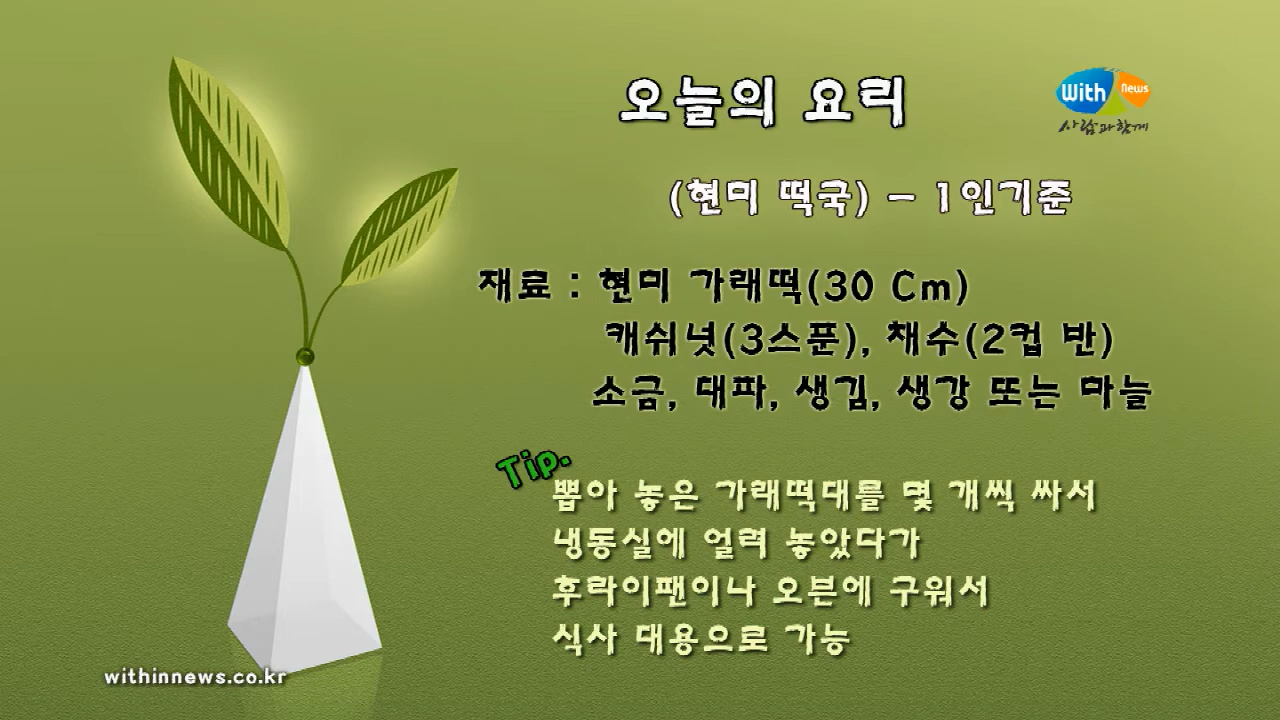 오늘의 요리
With News
사람과 함께
(현미 떡국) - 1인기준
재료 : 현미 가래떡(30 Cm)
캐쉬넛(3스푼), 채수(2컵 반)
소금, 대파, 생김, 생강 또는 마늘
Tip.
뽑아 놓은 가래떡대를 몇 개씩 싸서
냉동실에 얼려 놓았다가
후라이팬이나 오븐에 구워서
식사 대용으로 가능
withinnews.co.kr